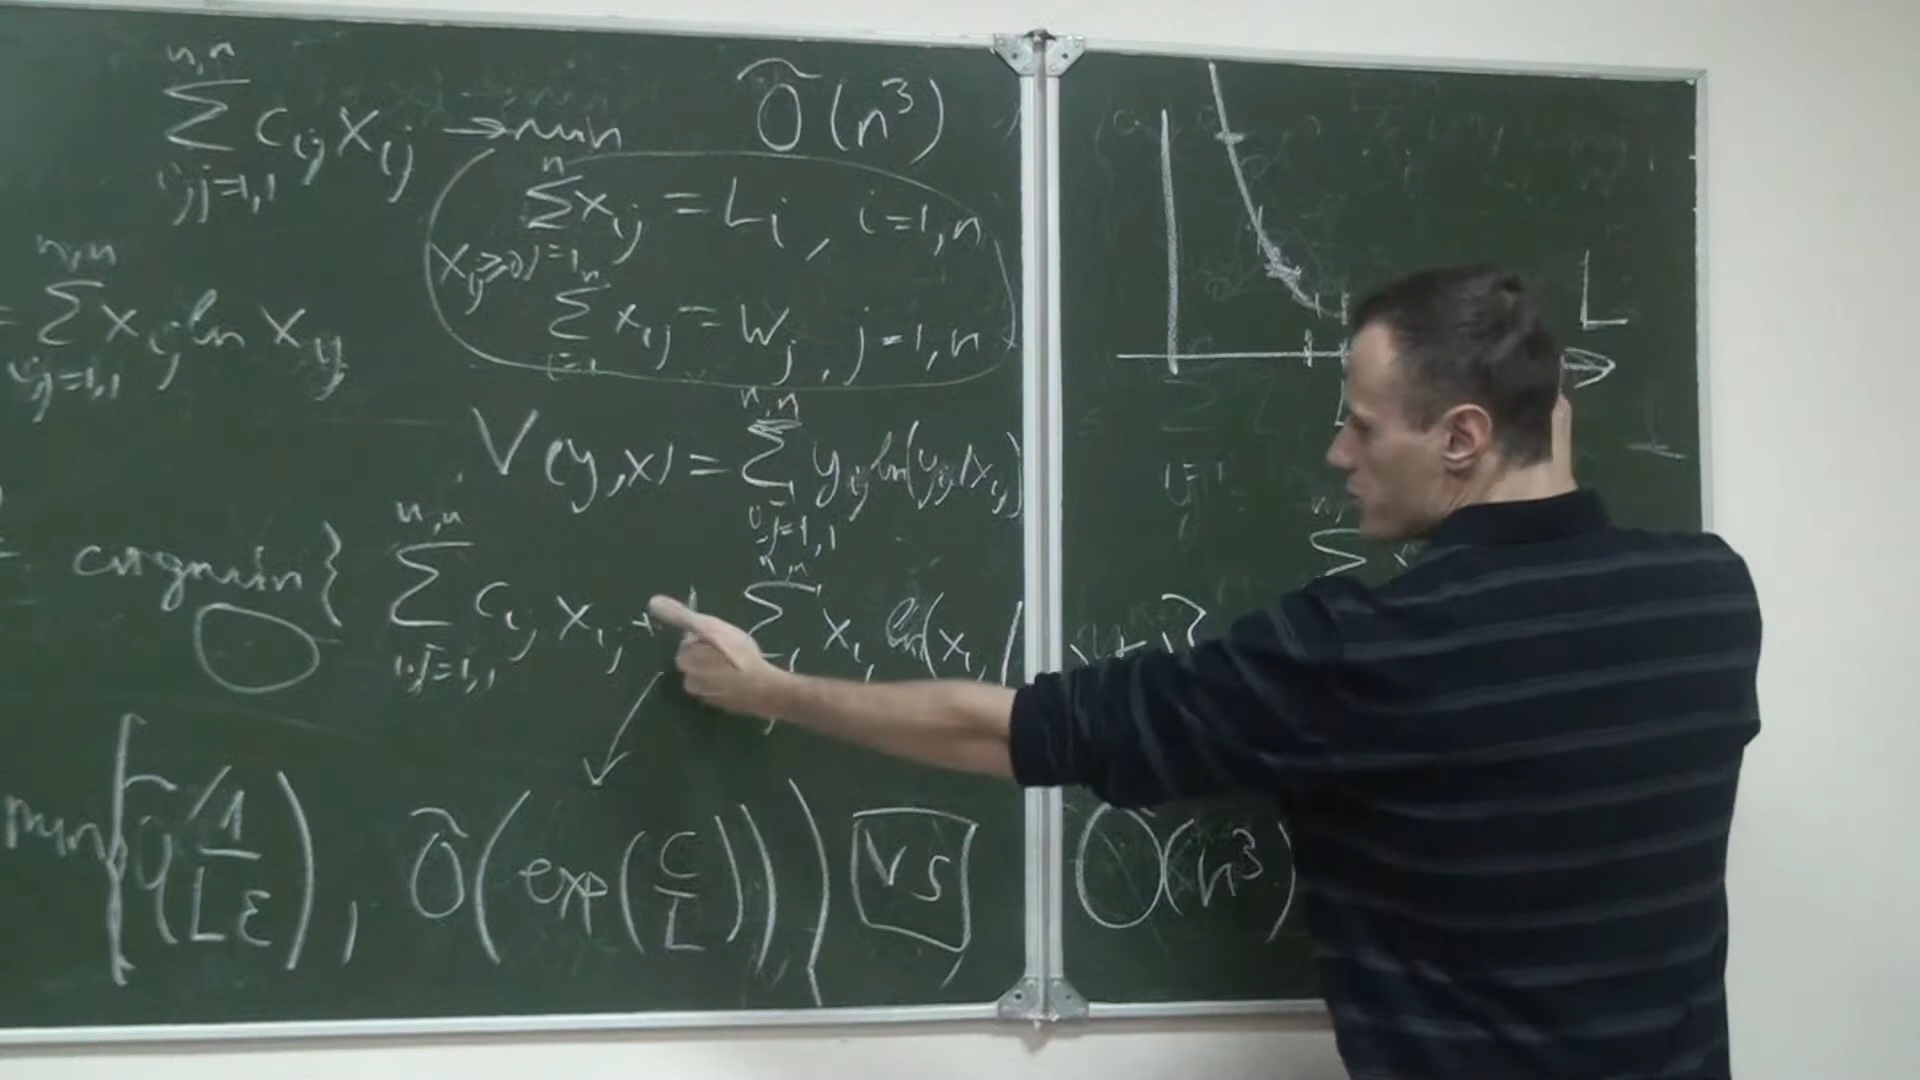 n,n
∑ c_ij x_ij → min
i,j=1,1
Õ(n³)
n
∑ x_ij = L_i, i=1,n
x_ij ≥ 0 j=1
n
∑ x_ij = W_j, j=1,n
i=1
n,n
= ∑ x_ij ln x_ij
i,j=1,1
n,n
V(y,x) = ∑ y_ij ln(y_ij/x_ij)
i,j=1,1
n,n
argmin { ∑ c_ij x_ij +
i,j=1,1
n,n
∑ x_i ln(x_i /
min
1
Lε
, Õ(exp(C/L))) VS
O(n³)
L
∑